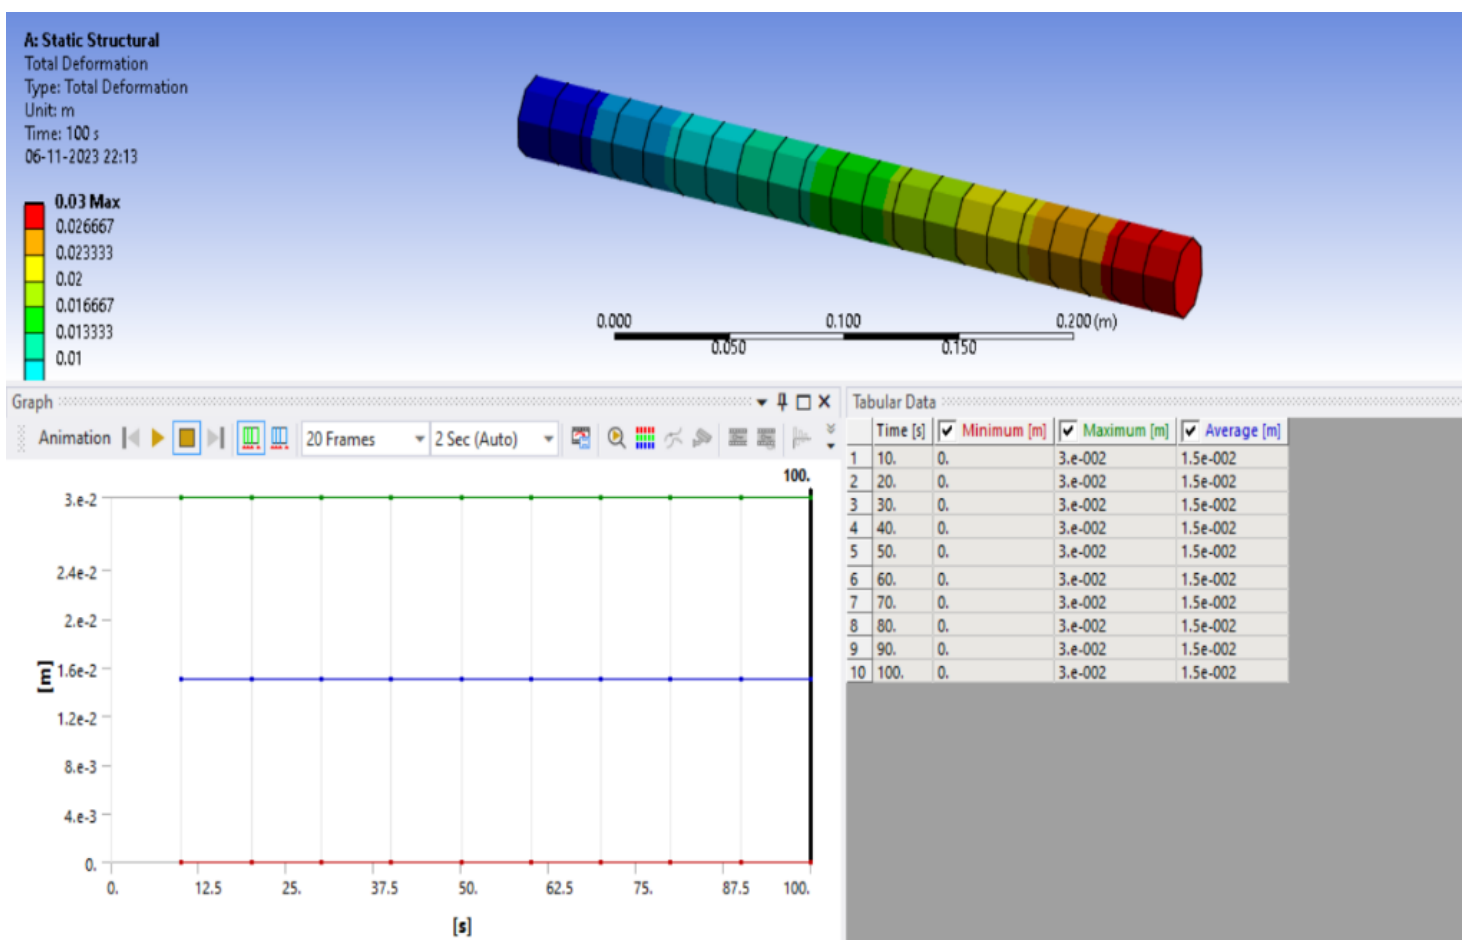 A: Static Structural
Total Deformation
Type: Total Deformation
Unit: m
Time: 100 s
06-11-2023 22:13
0.03 Max
0.026667
0.023333
0.02
0.016667
0.013333
0.01
0.000 0.100 0.200 (m)
0.050 0.150
Graph
Animation 20 Frames 2 Sec (Auto)
100.
3.e-2
2.4e-2
2.e-2
1.6e-2
1.2e-2
8.e-3
4.e-3
0.
[m]
0. 12.5 25. 37.5 50. 62.5 75. 87.5 100.
[s]
Tabular Data
Time [s] Minimum [m] Maximum [m] Average [m]
1 10. 0. 3.e-002 1.5e-002
2 20. 0. 3.e-002 1.5e-002
3 30. 0. 3.e-002 1.5e-002
4 40. 0. 3.e-002 1.5e-002
5 50. 0. 3.e-002 1.5e-002
6 60. 0. 3.e-002 1.5e-002
7 70. 0. 3.e-002 1.5e-002
8 80. 0. 3.e-002 1.5e-002
9 90. 0. 3.e-002 1.5e-002
10 100. 0. 3.e-002 1.5e-002